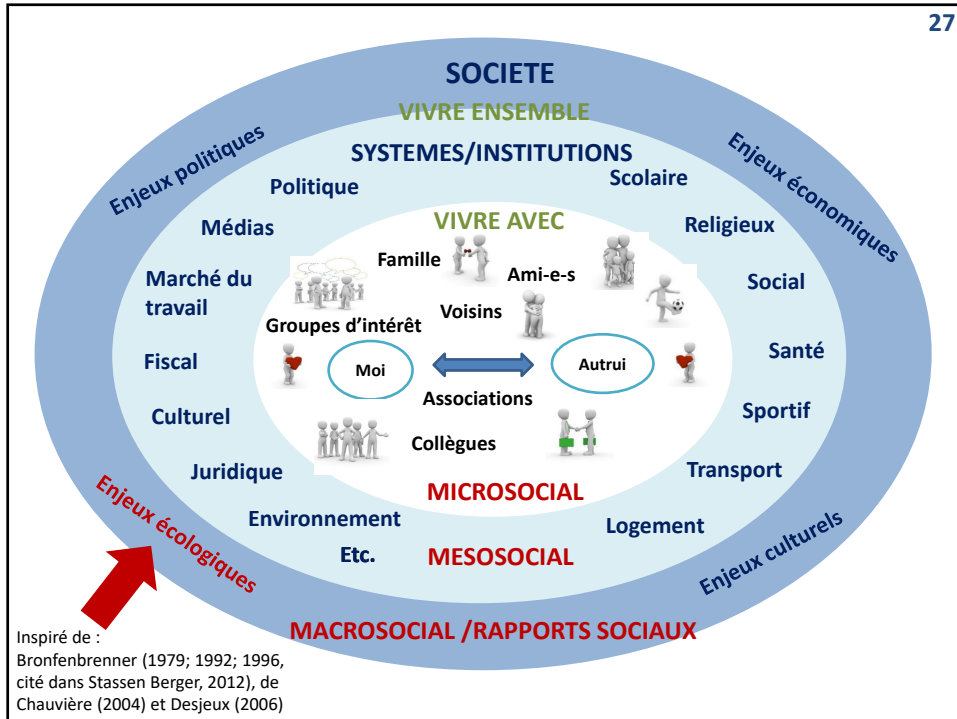 27
SOCIETE
VIVRE ENSEMBLE
SYSTEMES/INSTITUTIONS
Enjeux politiques
Enjeux économiques
Politique
Scolaire
Médias
VIVRE AVEC
Religieux
Famille
Ami-e-s
Marché du
travail
Social
Voisins
Groupes d'intérêt
Fiscal
Moi
Autrui
Santé
Associations
Culturel
Sportif
Collègues
Juridique
Transport
MICROSOCIAL
Enjeux écologiques
Environnement
Logement
Enjeux culturels
Etc.
MESOSOCIAL
MACROSOCIAL /RAPPORTS SOCIAUX
Inspiré de :
Bronfenbrenner (1979; 1992; 1996,
cité dans Stassen Berger, 2012), de
Chauvière (2004) et Desjeux (2006)